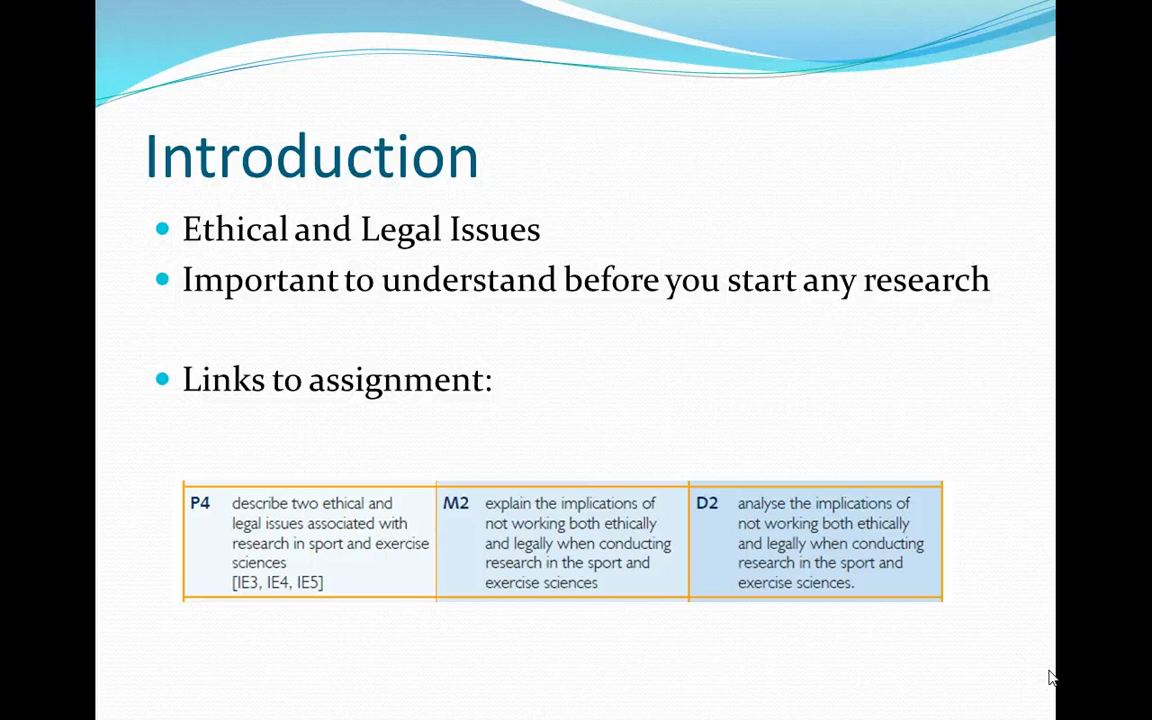 Introduction
Ethical and Legal Issues
Important to understand before you start any research
Links to assignment:
P4 describe two ethical and
legal issues associated with
research in sport and exercise
sciences
[IE3, IE4, IE5]
M2 explain the implications of
not working both ethically
and legally when conducting
research in the sport and
exercise sciences
D2 analyse the implications of
not working both ethically
and legally when conducting
research in the sport and
exercise sciences.